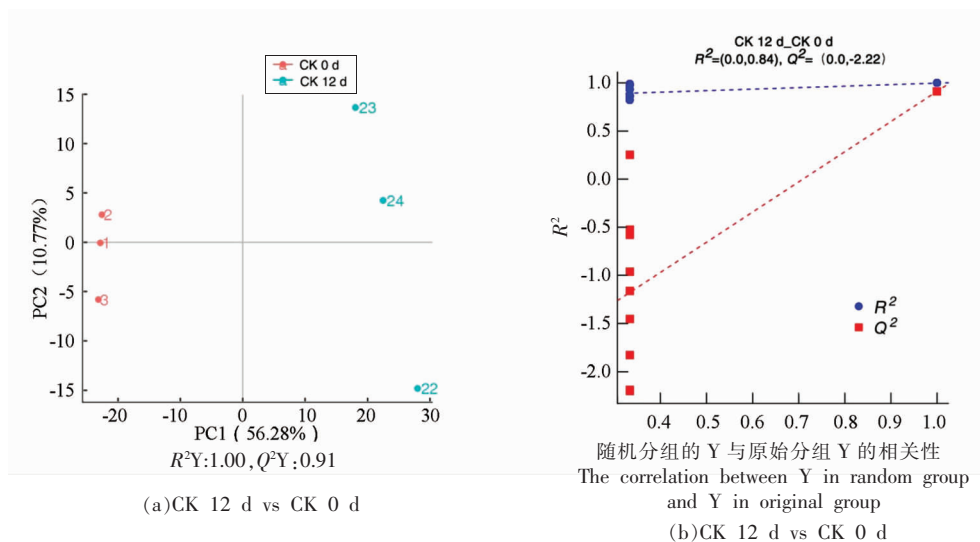 CK 0 d
CK 12 d
15
10
5
0
-5
-10
-15
PC2 (10.77%)
23
24
2
1
3
22
-20 -10 0 10 20 30
PC1 ( 56.28% )
R²Y:1.00,Q²Y:0.91
(a)CK 12 d vs CK 0 d
CK 12 d_CK 0 d
R²=(0.0,0.84), Q²= (0.0,-2.22)
1.0
0.5
0.0
-0.5
-1.0
-1.5
-2.0
R²
R²
Q²
0.4 0.5 0.6 0.7 0.8 0.9 1.0
随机分组的 Y 与原始分组 Y 的相关性
The correlation between Y in random group
and Y in original group
(b)CK 12 d vs CK 0 d